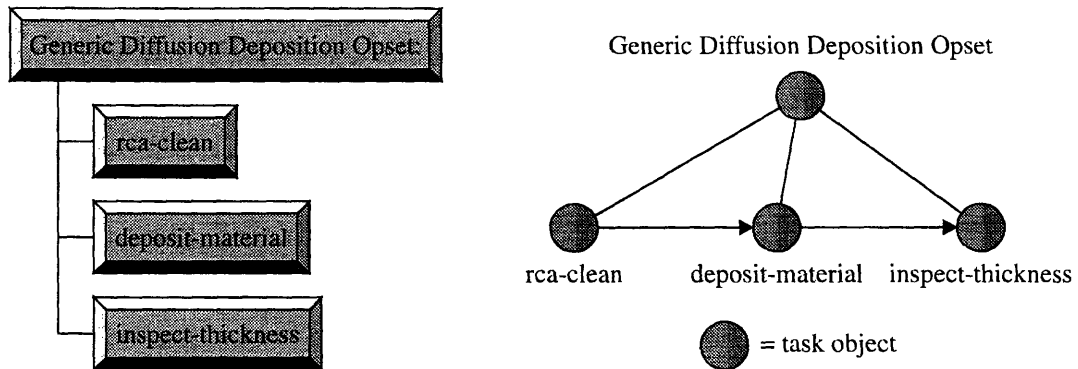 Generic Diffusion Deposition Opset:
rca-clean
deposit-material
inspect-thickness
Generic Diffusion Deposition Opset
rca-clean
deposit-material
inspect-thickness
= task object